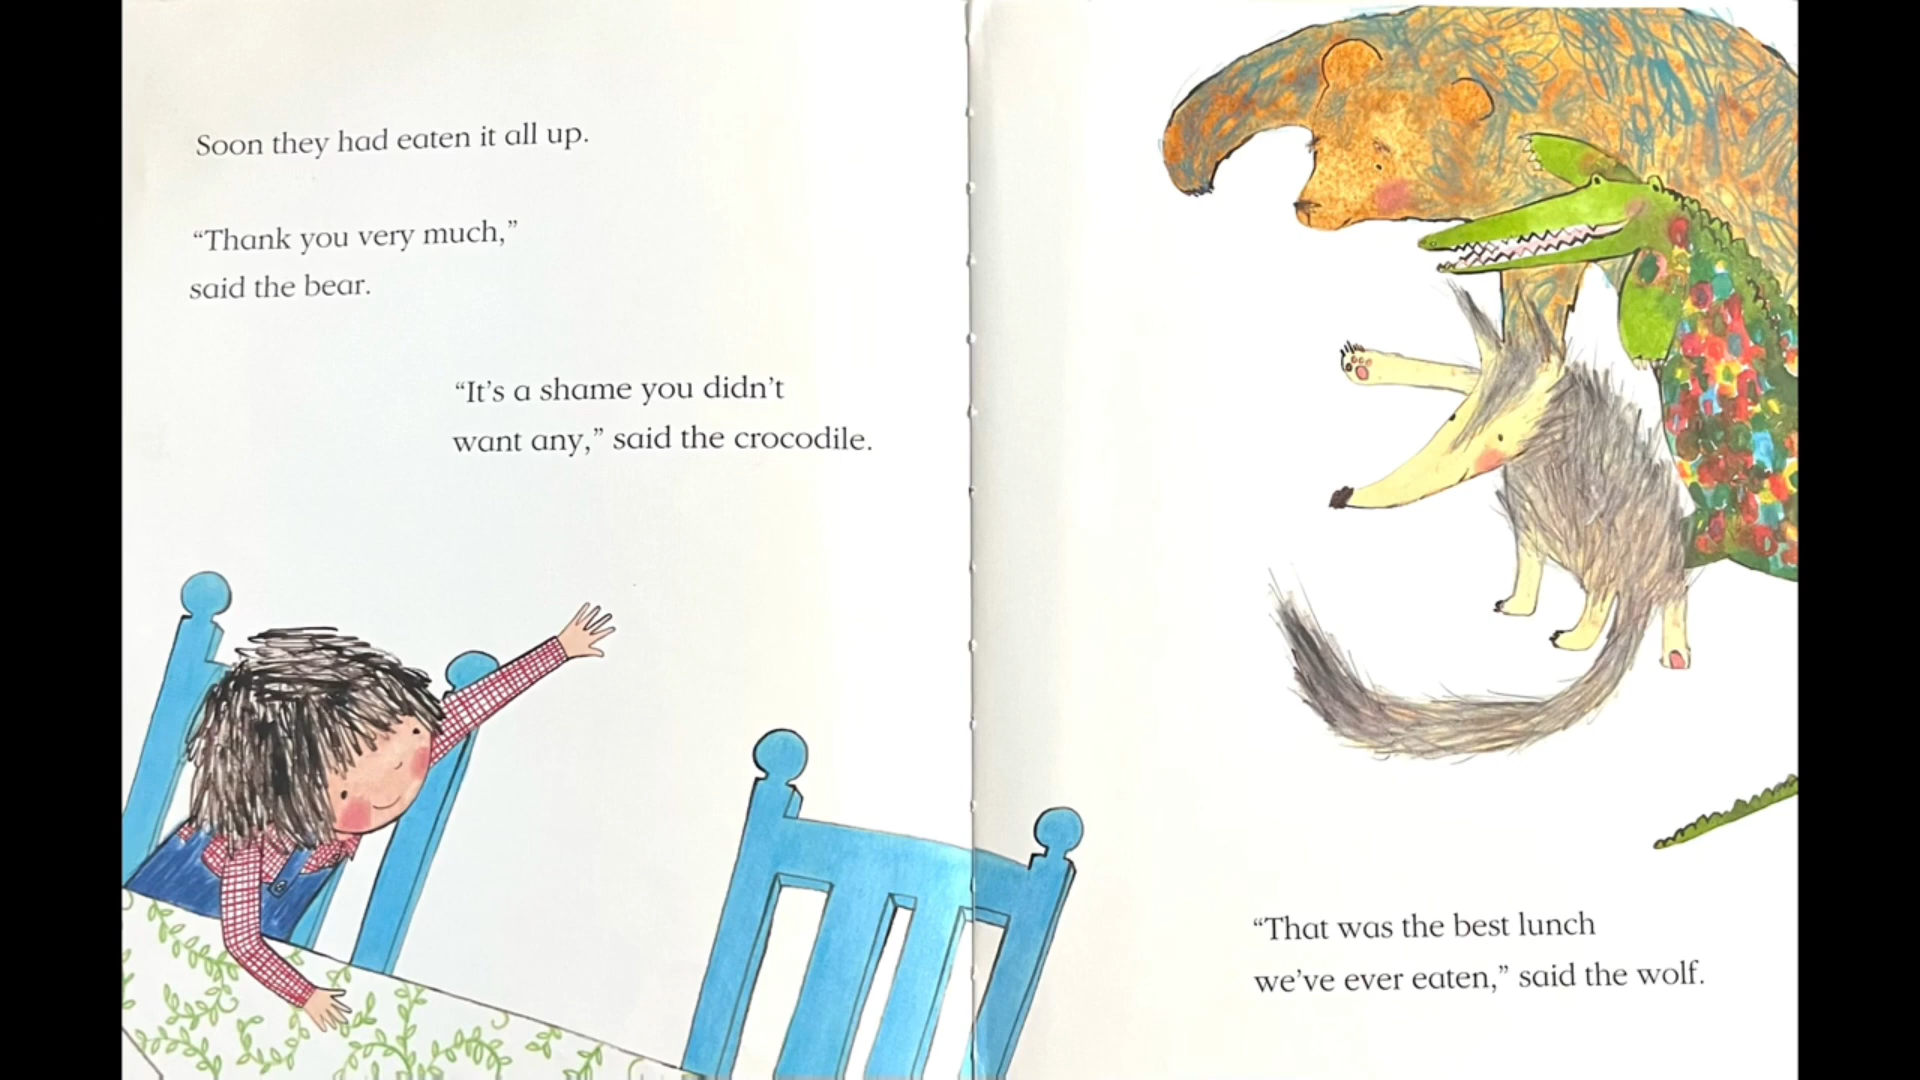 Soon they had eaten it all up.
“Thank you very much,”
said the bear.
“It’s a shame you didn’t
want any,” said the crocodile.
“That was the best lunch
we’ve ever eaten,” said the wolf.